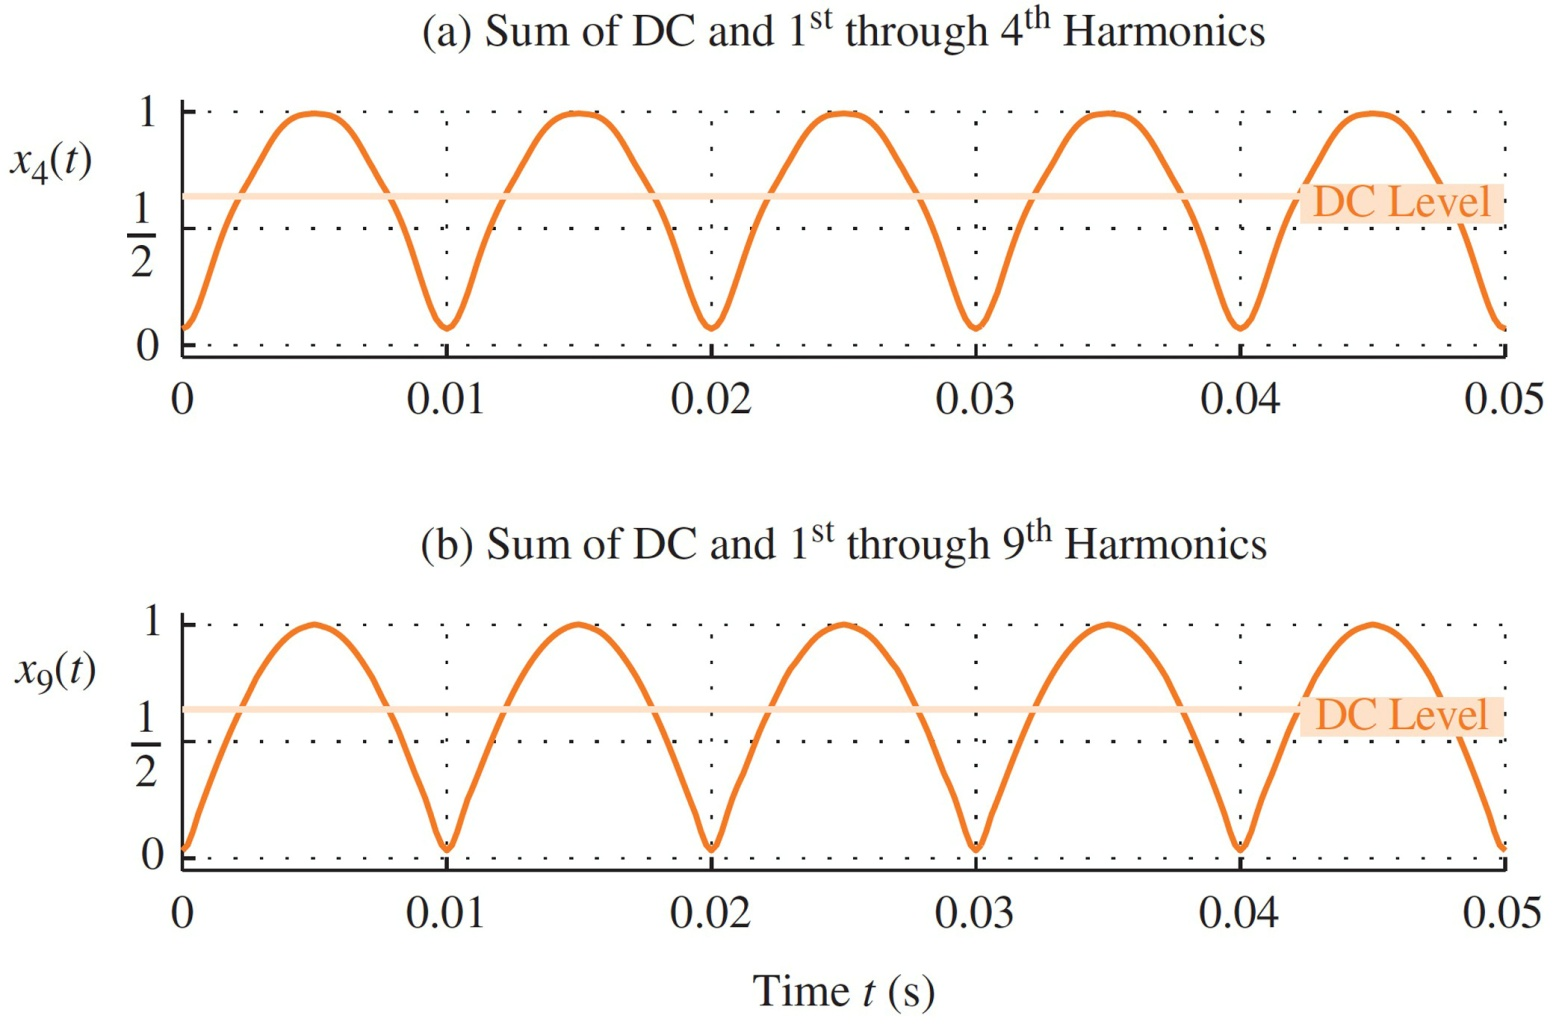 (a) Sum of DC and 1st through 4th Harmonics
1
x4(t)
1
2
DC Level
0
0 0.01 0.02 0.03 0.04 0.05
(b) Sum of DC and 1st through 9th Harmonics
1
x9(t)
1
2
DC Level
0
0 0.01 0.02 0.03 0.04 0.05
Time t (s)